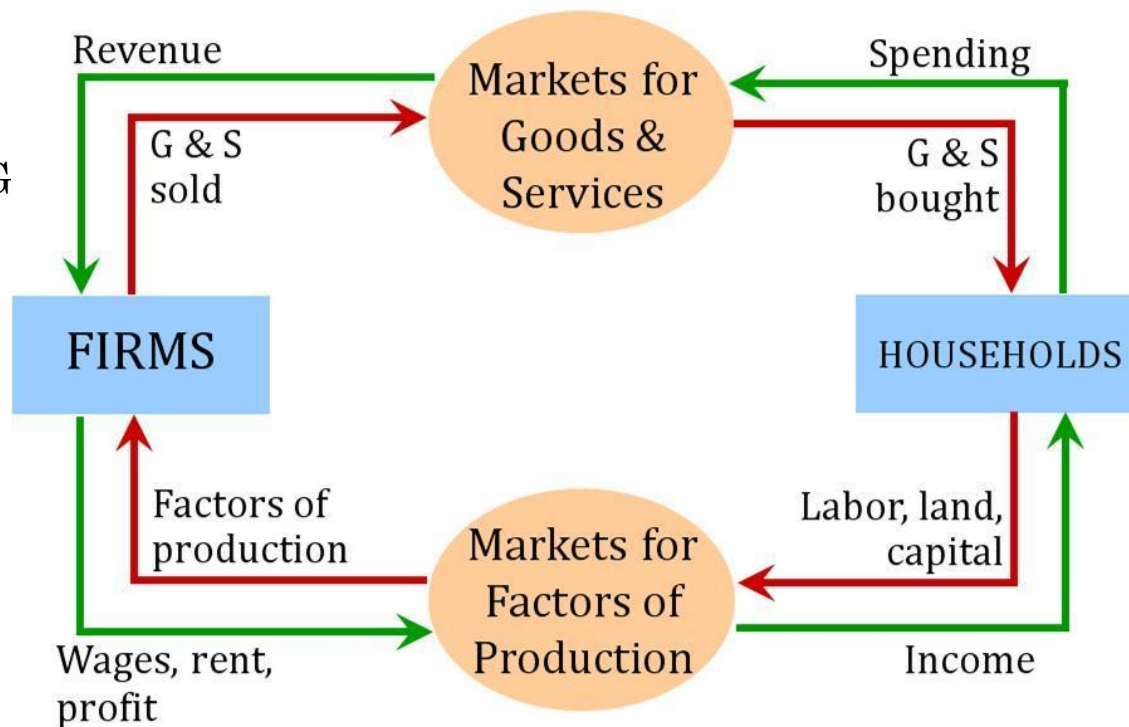 Revenue
Spending
Markets for
Goods &
Services
G & S
sold
G & S
bought
G
FIRMS
HOUSEHOLDS
Factors of
production
Labor, land,
capital
Markets for
Factors of
Production
Wages, rent,
profit
Income